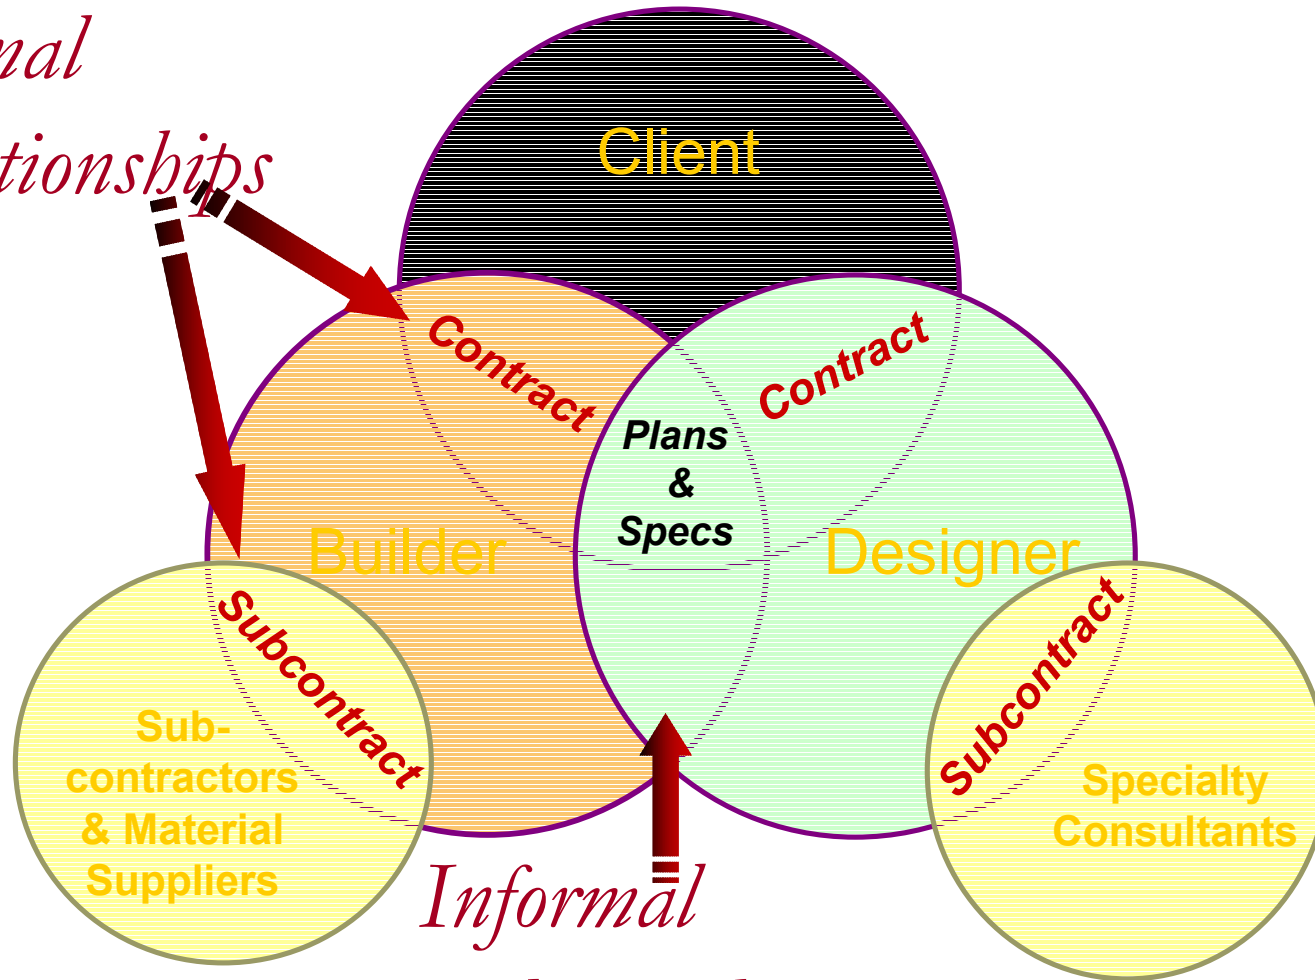 nal
tionships
Client
Contract
Contract
Plans
&
Specs
Builder
Designer
Subcontract
Subcontract
Sub-
contractors
& Material
Suppliers
Specialty
Consultants
Informal